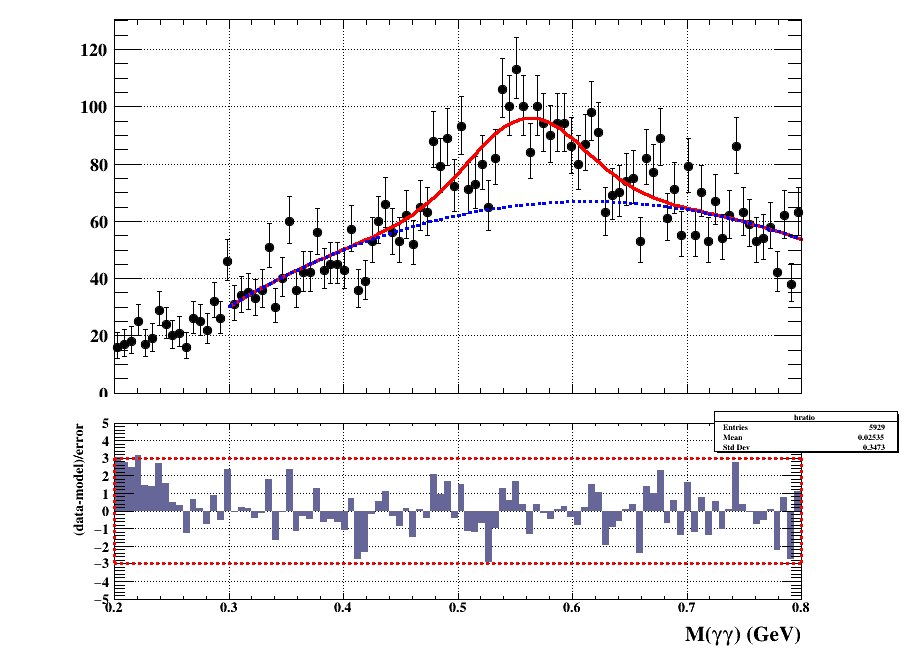 120
100
80
60
40
20
0
hratio
Entries 5929
Mean 0.02535
Std Dev 0.3473
(data-model)/error
5
4
3
2
1
0
−1
−2
−3
−4
−5
0.2 0.3 0.4 0.5 0.6 0.7 0.8
M(γγ) (GeV)